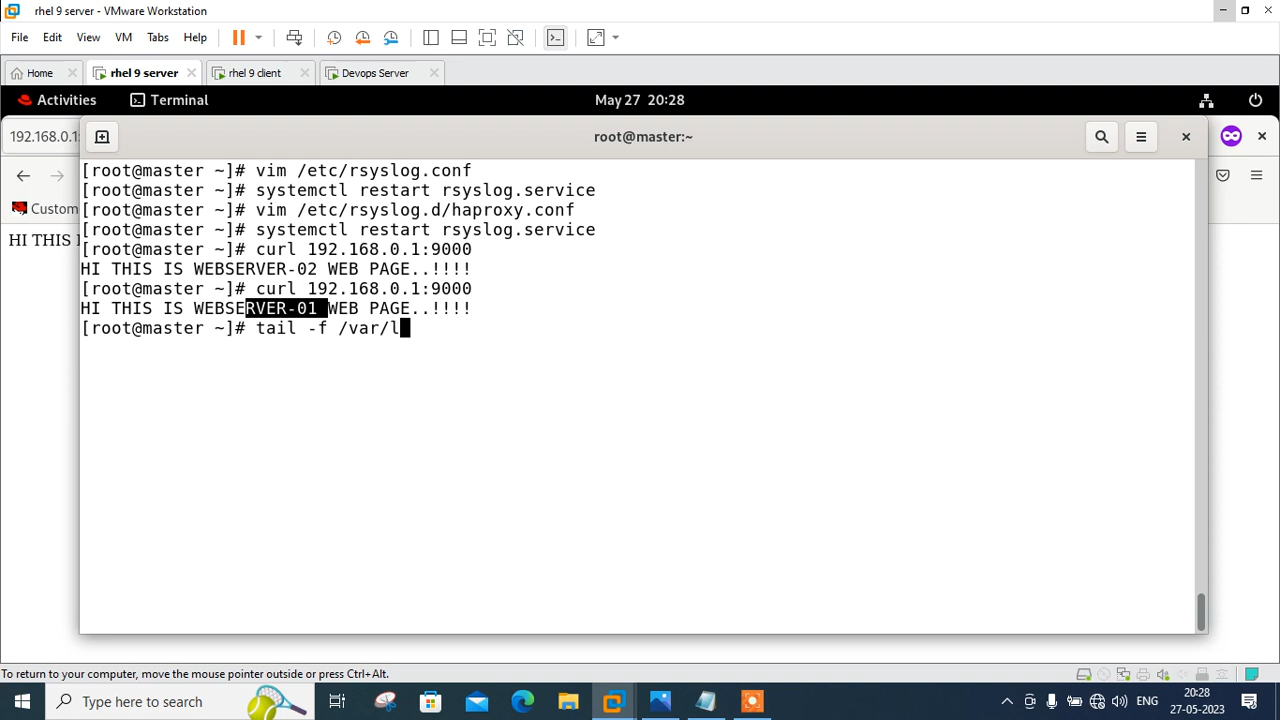 rhel 9 server - VMware Workstation
File Edit View VM Tabs Help
Home rhel 9 server rhel 9 client Devops Server
Activities Terminal May 27 20:28
192.168.0.1: root@master:~
[root@master ~]# vim /etc/rsyslog.conf
[root@master ~]# systemctl restart rsyslog.service
Custom
[root@master ~]# vim /etc/rsyslog.d/haproxy.conf
[root@master ~]# systemctl restart rsyslog.service
HI THIS I
[root@master ~]# curl 192.168.0.1:9000
HI THIS IS WEBSERVER-02 WEB PAGE..!!!!
[root@master ~]# curl 192.168.0.1:9000
HI THIS IS WEBSERVER-01 WEB PAGE..!!!!
[root@master ~]# tail -f /var/l
To return to your computer, move the mouse pointer outside or press Ctrl+Alt.
Type here to search
ENG
20:28
27-05-2023